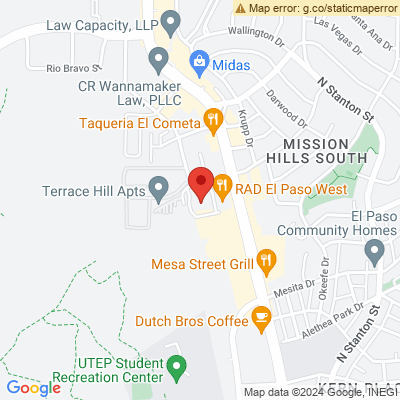 Map error: g.co/staticmaperror
Law Capacity, LLP
Wallington Dr
Las Vegas Dr
Santa Ana Dr
Rio Bravo St
Midas
N Stanton St
CR Wannamaker
Law, PLLC
Darwood Dr
Krupp Dr
Taqueria El Cometa
MISSION
HILLS SOUTH
Terrace Hill Apts
RAD El Paso West
El Paso
Community Homes
Mesa Street Grill
Okeefe Dr
Mesita Dr
Dutch Bros Coffee
Alethea Park Dr
N Stanton St
UTEP Student
Recreation Center
KERN PLACE
Google
Map data ©2024 Google, INEGI